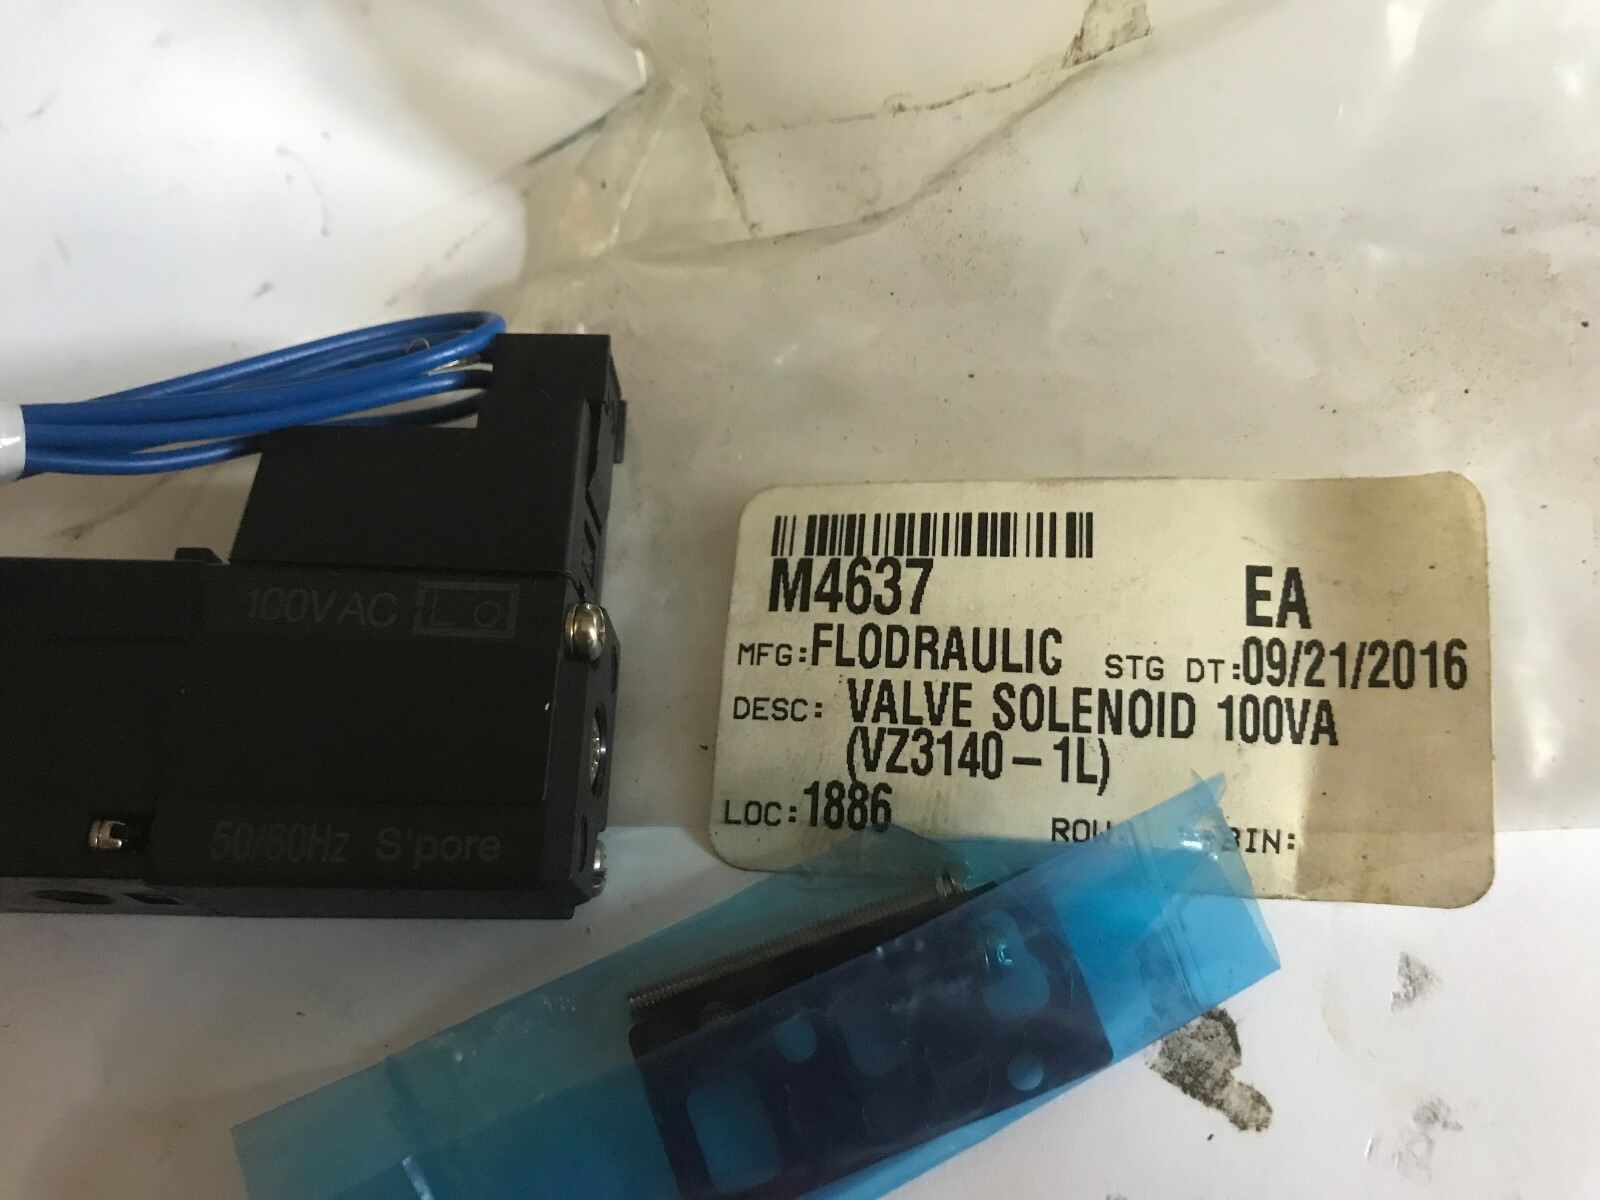 100VAC L
50/60Hz S'pore
M4637 EA
MFG:FLODRAULIC STG DT:09/21/2016
DESC: VALVE SOLENOID 100VA
(VZ3140-1L)
LOC:1886 ROW: BIN: